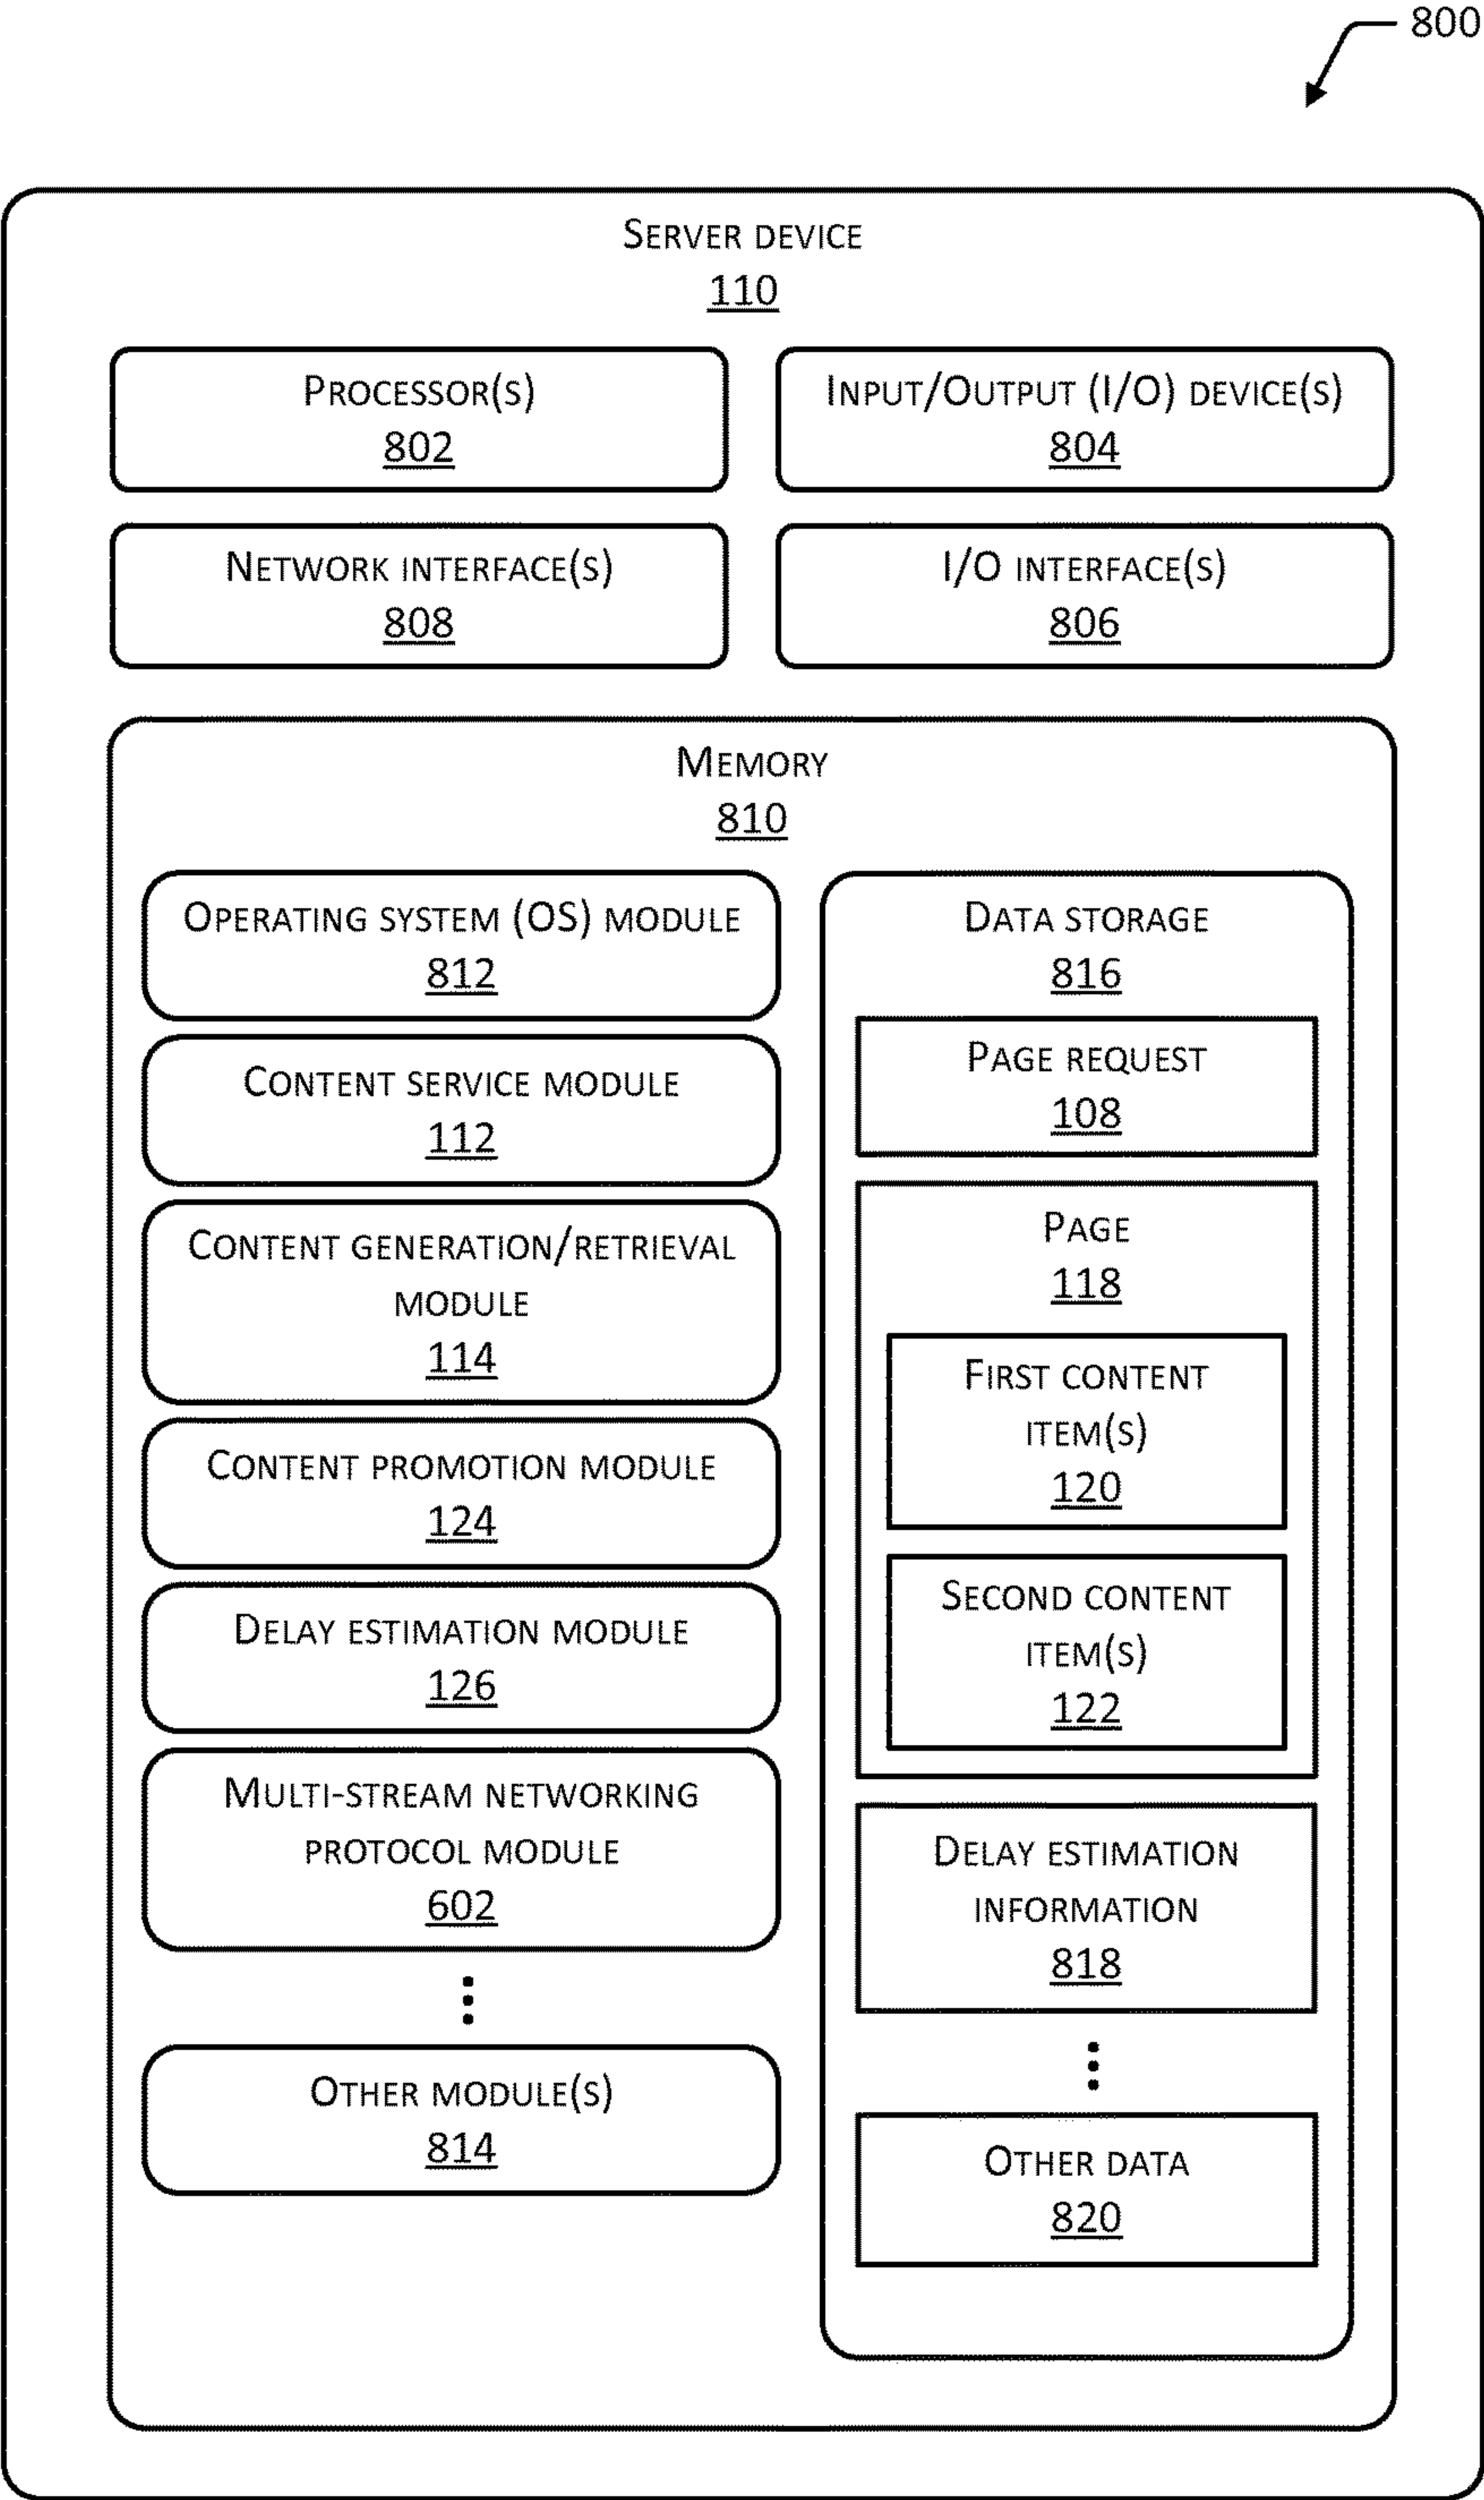 800
Server device
110
Processor(s)
802
Input/Output (I/O) device(s)
804
Network interface(s)
808
I/O interface(s)
806
Memory
810
Operating system (OS) module
812
Content service module
112
Content generation/retrieval
module
114
Content promotion module
124
Delay estimation module
126
Multi-stream networking
protocol module
602
Other module(s)
814
Data storage
816
Page request
108
Page
118
First content
item(s)
120
Second content
item(s)
122
Delay estimation
information
818
Other data
820